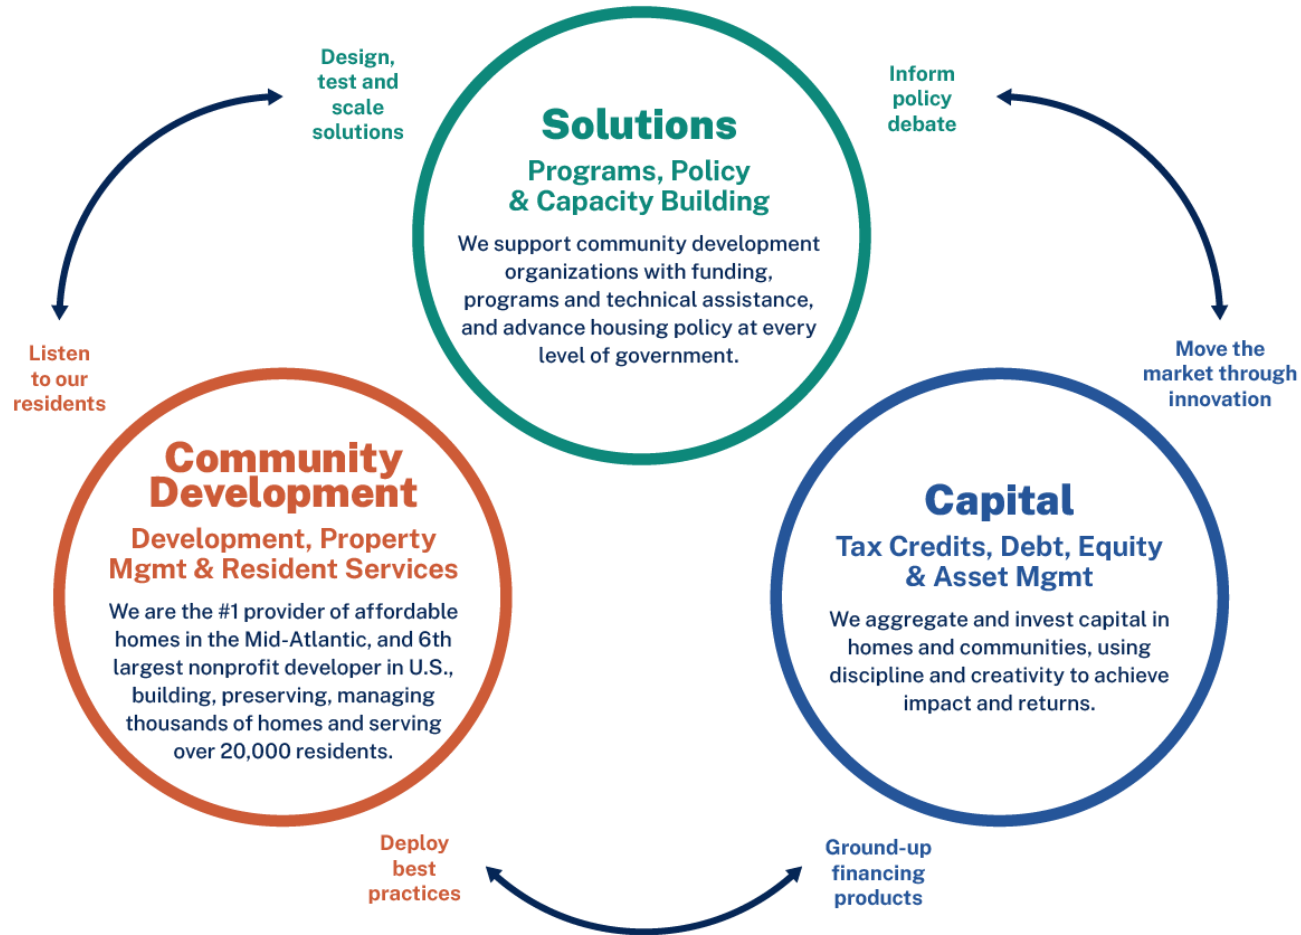 Design,
test and
scale
solutions
Inform
policy
debate
Solutions
Programs, Policy
& Capacity Building
We support community development
organizations with funding,
programs and technical assistance,
and advance housing policy at every
level of government.
Listen
to our
residents
Move the
market through
innovation
Community
Development
Development, Property
Mgmt & Resident Services
We are the #1 provider of affordable
homes in the Mid-Atlantic, and 6th
largest nonprofit developer in U.S.,
building, preserving, managing
thousands of homes and serving
over 20,000 residents.
Capital
Tax Credits, Debt, Equity
& Asset Mgmt
We aggregate and invest capital in
homes and communities, using
discipline and creativity to achieve
impact and returns.
Deploy
best
practices
Ground-up
financing
products